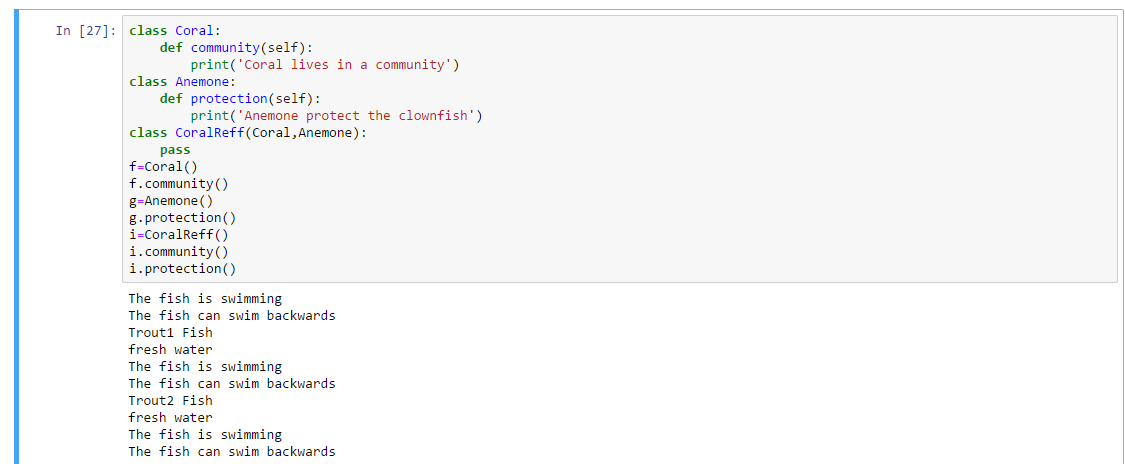 In [27]: class Coral:
    def community(self):
        print('Coral lives in a community')
class Anemone:
    def protection(self):
        print('Anemone protect the clownfish')
class CoralReff(Coral,Anemone):
    pass
f=Coral()
f.community()
g=Anemone()
g.protection()
i=CoralReff()
i.community()
i.protection()
The fish is swimming
The fish can swim backwards
Trout1 Fish
fresh water
The fish is swimming
The fish can swim backwards
Trout2 Fish
fresh water
The fish is swimming
The fish can swim backwards